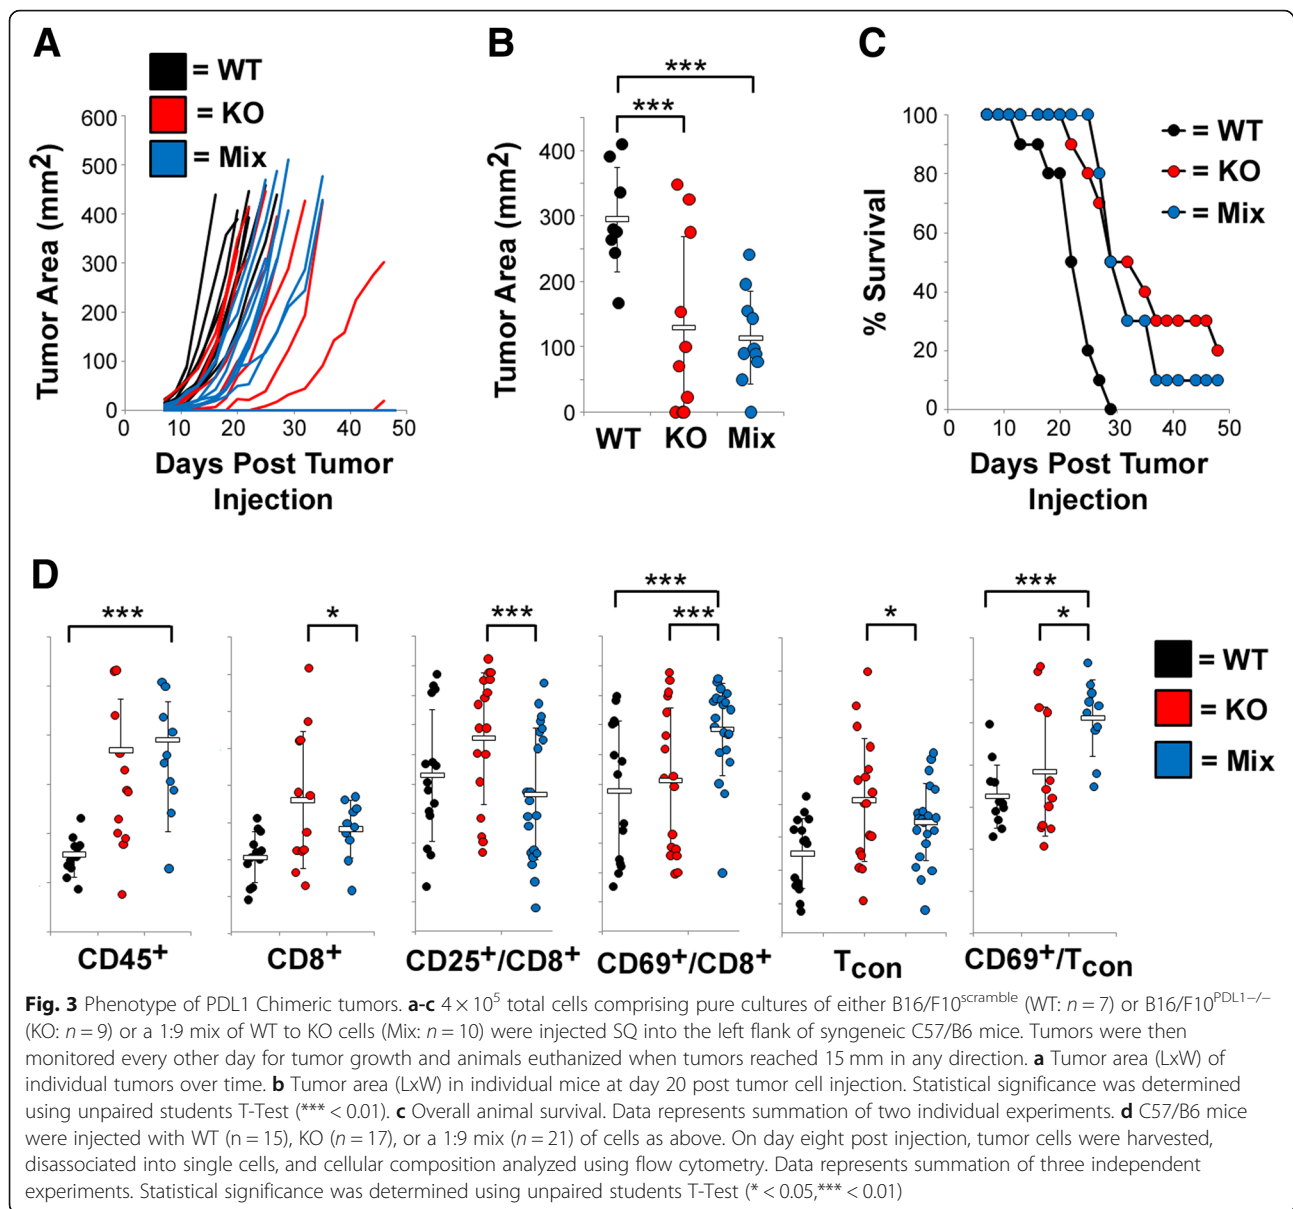 A
= WT
= KO
= Mix
600
500
400
300
200
100
0
Tumor Area (mm²)
0 10 20 30 40 50
Days Post Tumor
Injection
B
***
***
400
300
200
100
0
Tumor Area (mm²)
WT KO Mix
C
100
80
60
40
20
0
% Survival
= WT
= KO
= Mix
0 10 20 30 40 50
Days Post Tumor
Injection
D
***
*
***
***
***
*
***
*
= WT
= KO
= Mix
CD45⁺
CD8⁺
CD25⁺/CD8⁺
CD69⁺/CD8⁺
Tcon
CD69⁺/Tcon
Fig. 3 Phenotype of PDL1 Chimeric tumors. a-c 4 × 10⁵ total cells comprising pure cultures of either B16/F10ˢᶜʳᵃᵐᵇˡᵉ (WT: n = 7) or B16/F10ᴾᴰᴸ¹⁻/⁻
(KO: n = 9) or a 1:9 mix of WT to KO cells (Mix: n = 10) were injected SQ into the left flank of syngeneic C57/B6 mice. Tumors were then
monitored every other day for tumor growth and animals euthanized when tumors reached 15 mm in any direction. a Tumor area (LxW) of
individual tumors over time. b Tumor area (LxW) in individual mice at day 20 post tumor cell injection. Statistical significance was determined
using unpaired students T-Test (*** < 0.01). c Overall animal survival. Data represents summation of two individual experiments. d C57/B6 mice
were injected with WT (n = 15), KO (n = 17), or a 1:9 mix (n = 21) of cells as above. On day eight post injection, tumor cells were harvested,
disassociated into single cells, and cellular composition analyzed using flow cytometry. Data represents summation of three independent
experiments. Statistical significance was determined using unpaired students T-Test (* < 0.05,*** < 0.01)